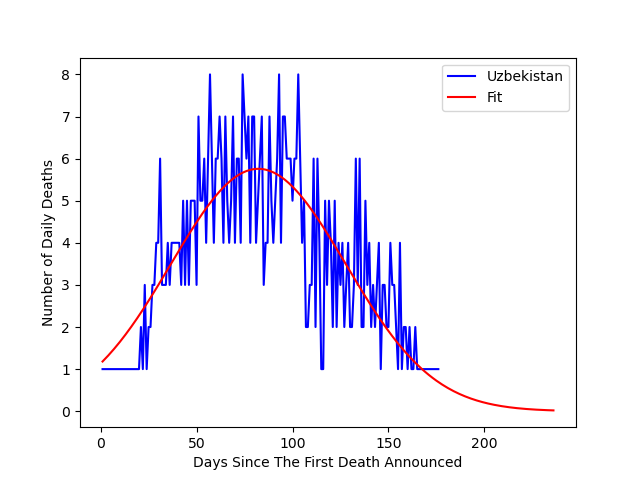 Uzbekistan
Fit
Number of Daily Deaths
8
7
6
5
4
3
2
1
0
0 50 100 150 200
Days Since The First Death Announced